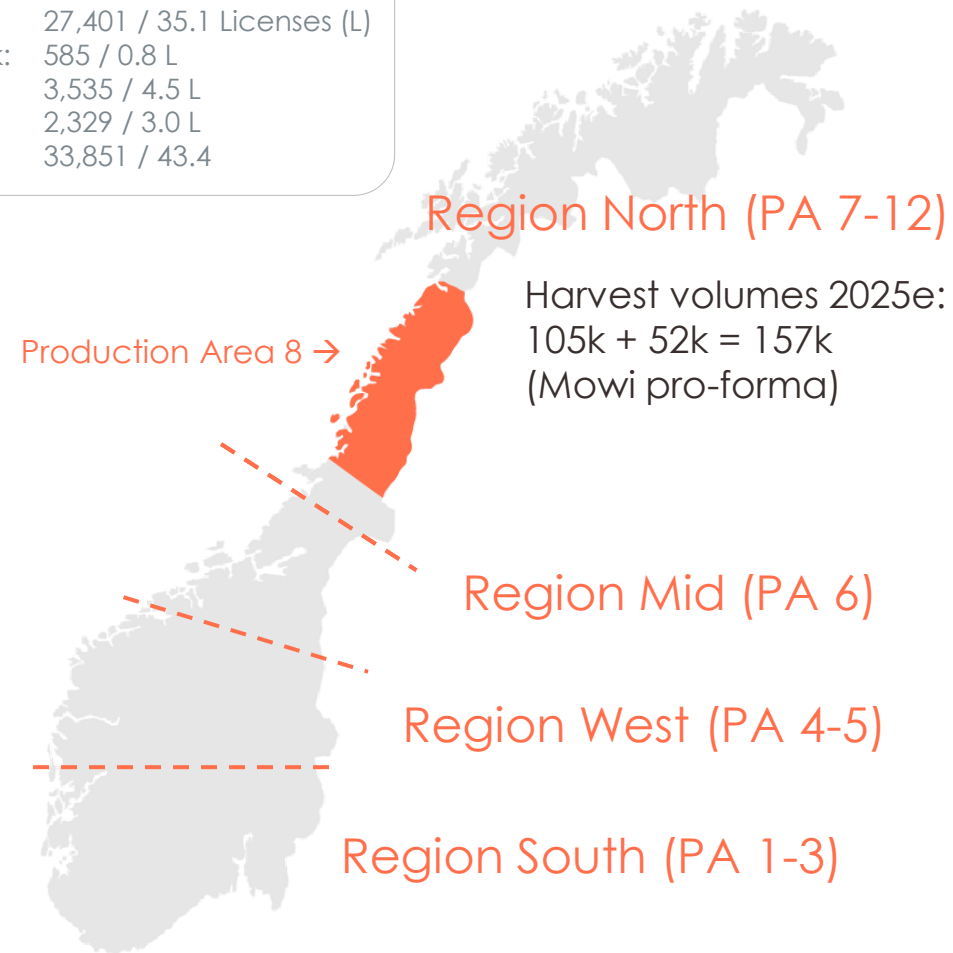 27,401 / 35.1 Licenses (L)
585 / 0.8 L
3,535 / 4.5 L
2,329 / 3.0 L
33,851 / 43.4
Region North (PA 7-12)
Harvest volumes 2025e:
105k + 52k = 157k
(Mowi pro-forma)
Production Area 8 →
Region Mid (PA 6)
Region West (PA 4-5)
Region South (PA 1-3)